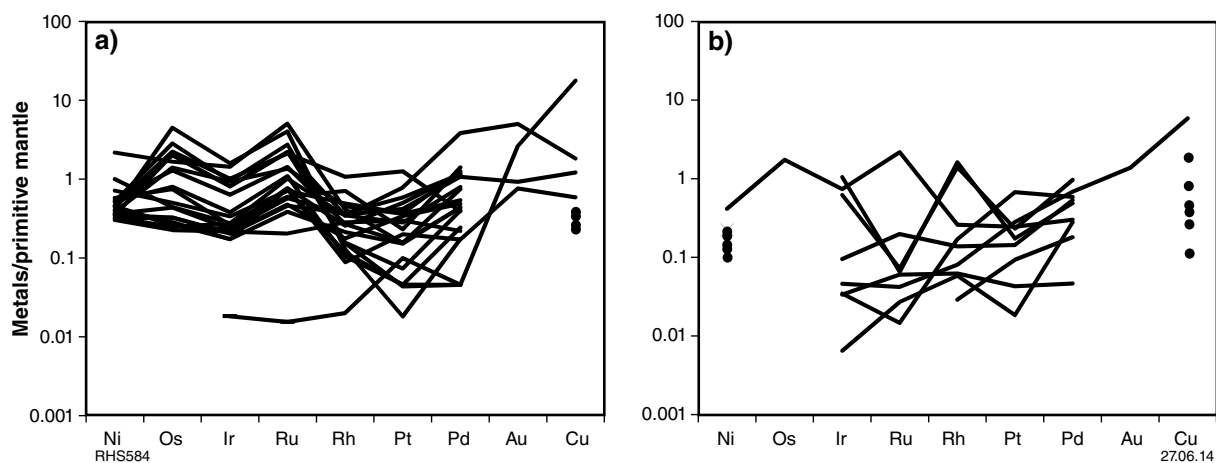 a)
Metals/primitive mantle
100
10
1
0.1
0.01
0.001
Ni Os Ir Ru Rh Pt Pd Au Cu
RHS584
b)
100
10
1
0.1
0.01
0.001
Ni Os Ir Ru Rh Pt Pd Au Cu
27.06.14